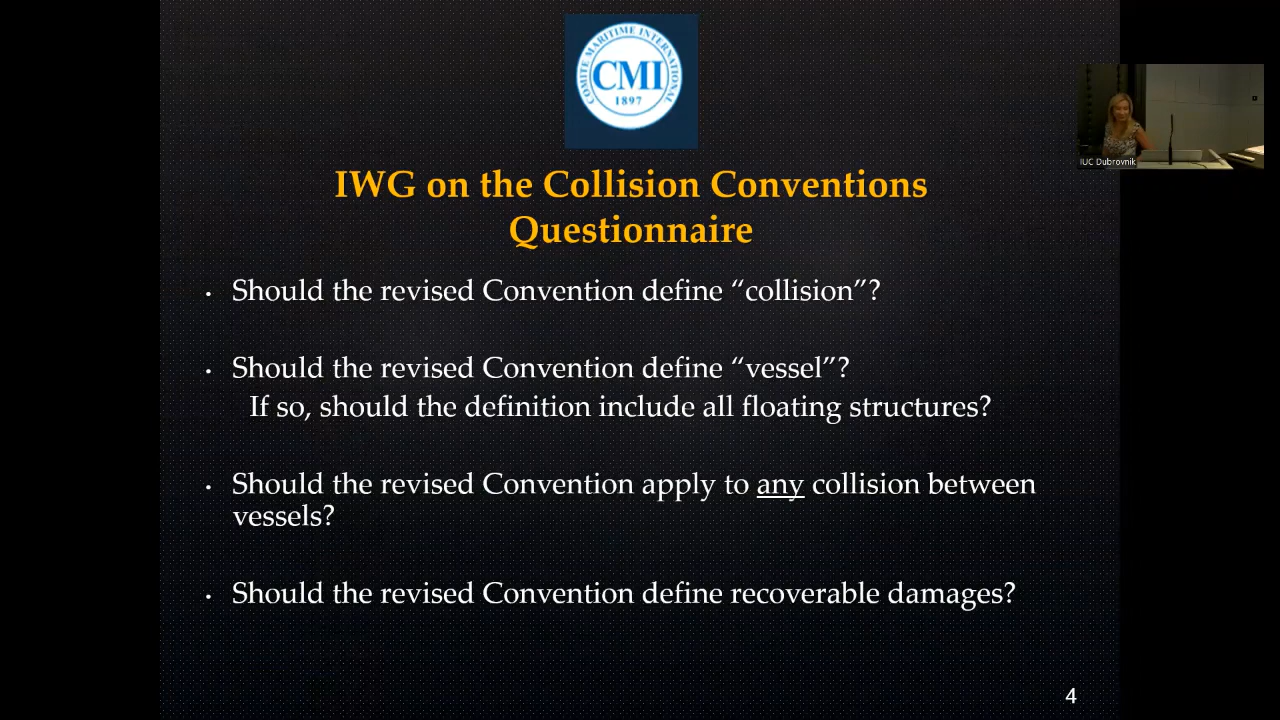 COMITE MARITIME INTERNATIONAL
CMI
1897
IUC Dubrovnik
IWG on the Collision Conventions
Questionnaire
• Should the revised Convention define “collision”?
• Should the revised Convention define “vessel”?
If so, should the definition include all floating structures?
• Should the revised Convention apply to any collision between
vessels?
• Should the revised Convention define recoverable damages?
4